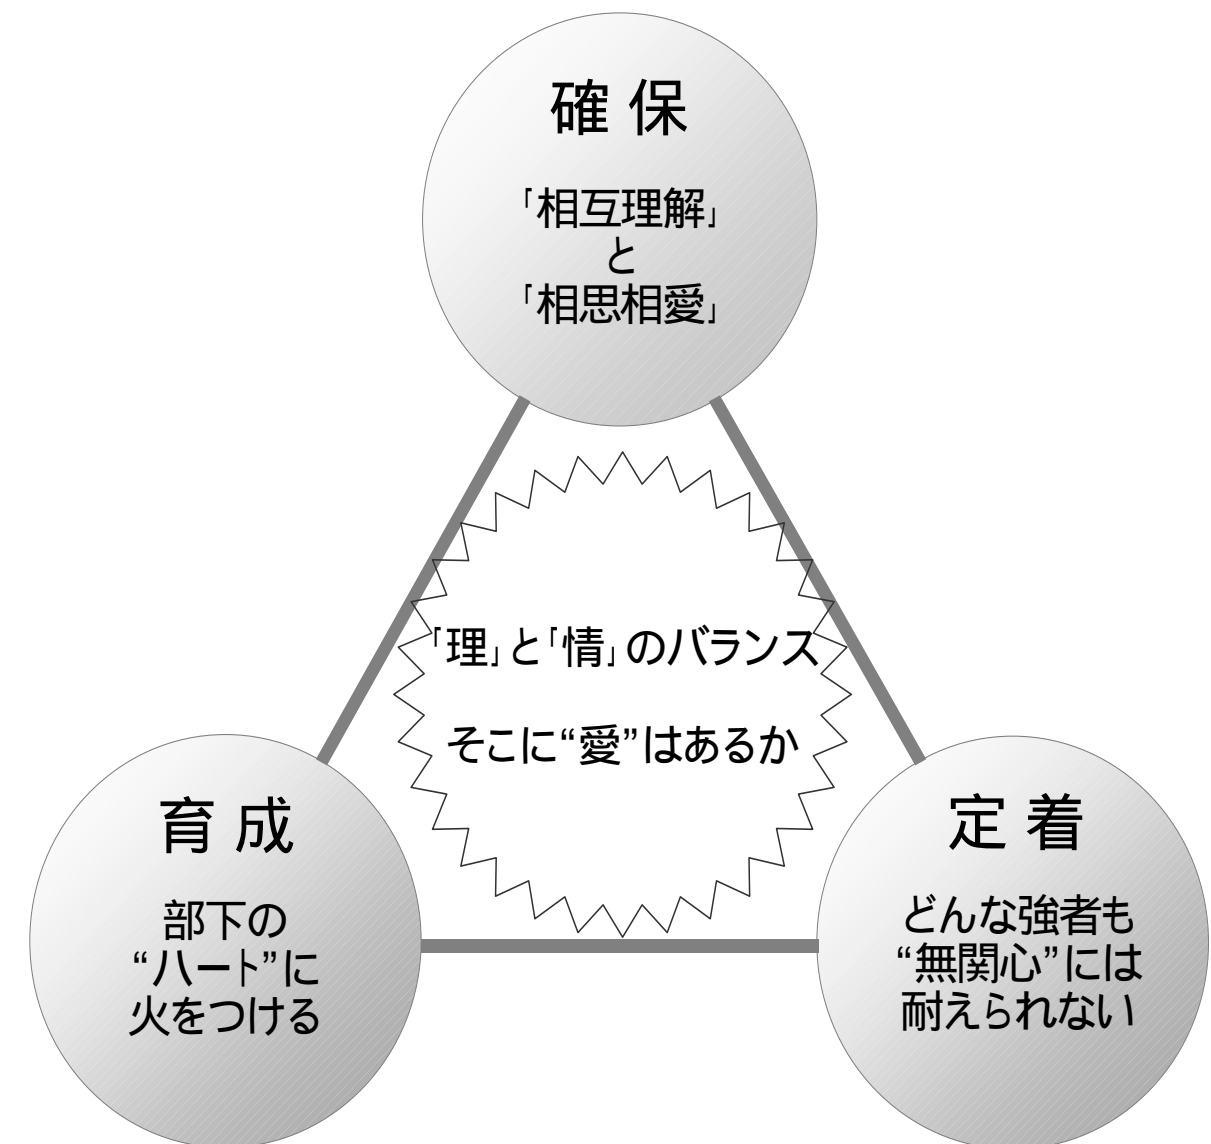 確保
「相互理解」
と
「相思相愛」
「理」と「情」のバランス
そこに“愛”はあるか
育成
部下の
“ハート”に
火をつける
定着
どんな強者も
“無関心”には
耐えられない